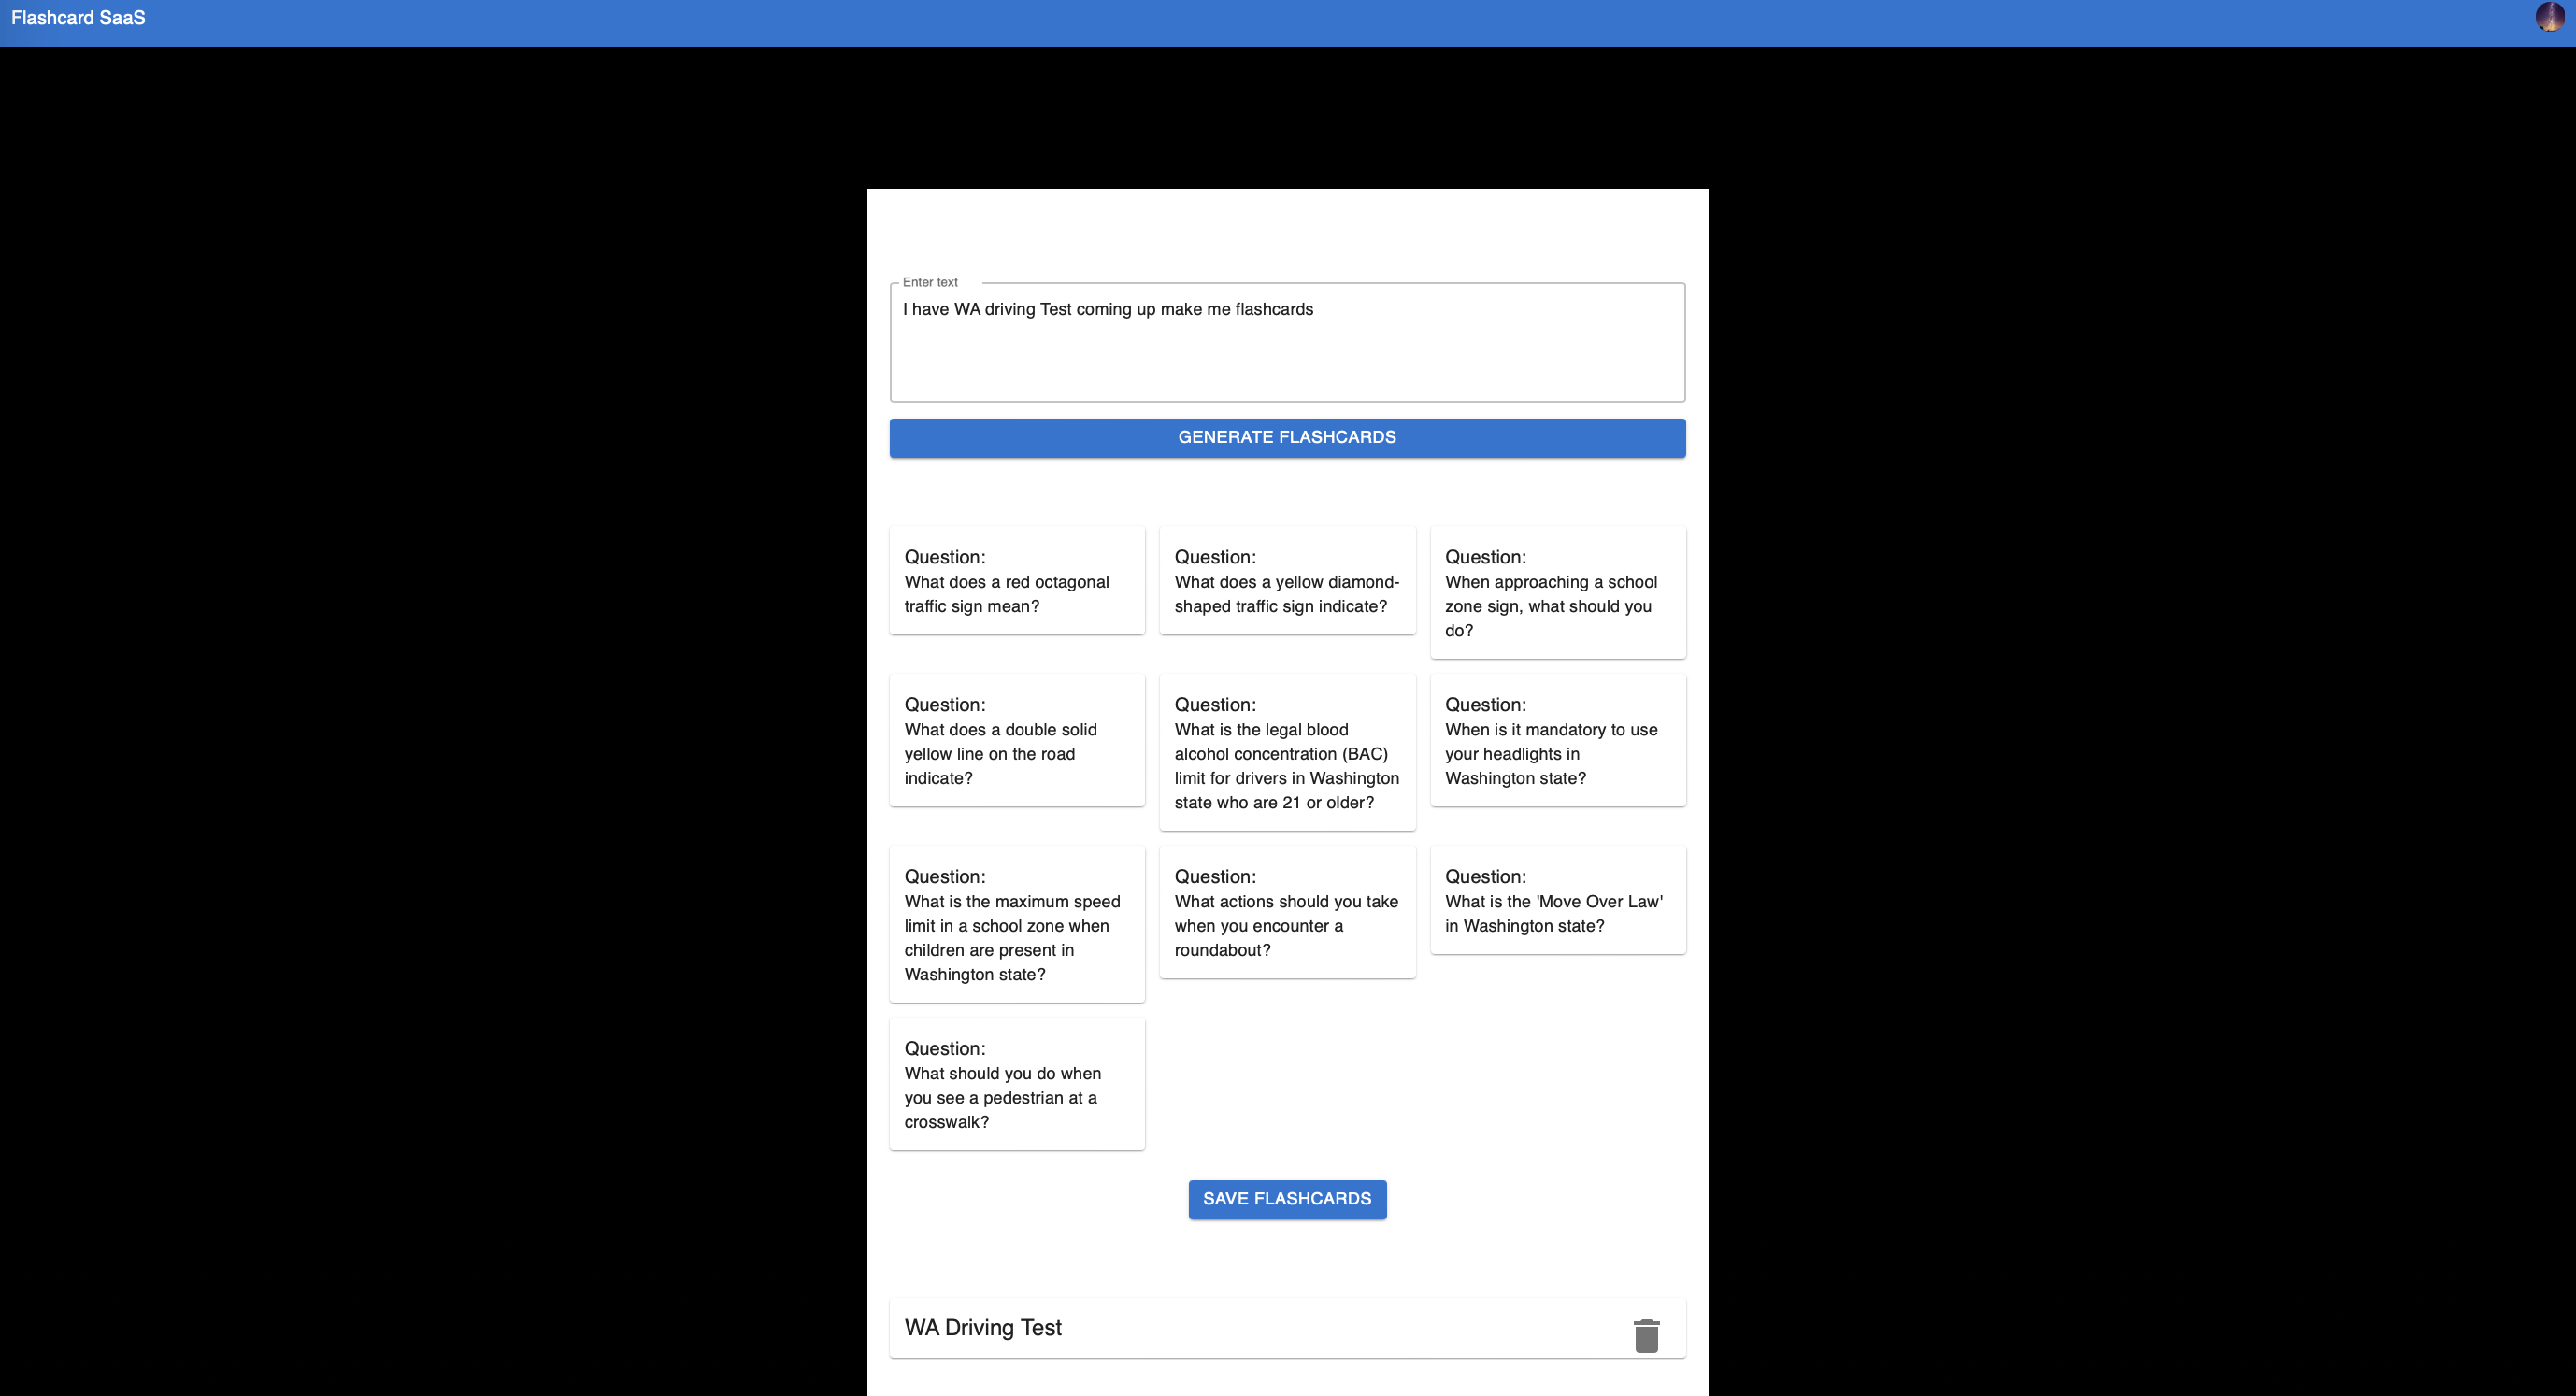 Flashcard SaaS
Enter text
I have WA driving Test coming up make me flashcards
GENERATE FLASHCARDS
Question:
What does a red octagonal
traffic sign mean?
Question:
What does a yellow diamond-
shaped traffic sign indicate?
Question:
When approaching a school
zone sign, what should you
do?
Question:
What does a double solid
yellow line on the road
indicate?
Question:
What is the legal blood
alcohol concentration (BAC)
limit for drivers in Washington
state who are 21 or older?
Question:
When is it mandatory to use
your headlights in
Washington state?
Question:
What is the maximum speed
limit in a school zone when
children are present in
Washington state?
Question:
What actions should you take
when you encounter a
roundabout?
Question:
What is the 'Move Over Law'
in Washington state?
Question:
What should you do when
you see a pedestrian at a
crosswalk?
SAVE FLASHCARDS
WA Driving Test